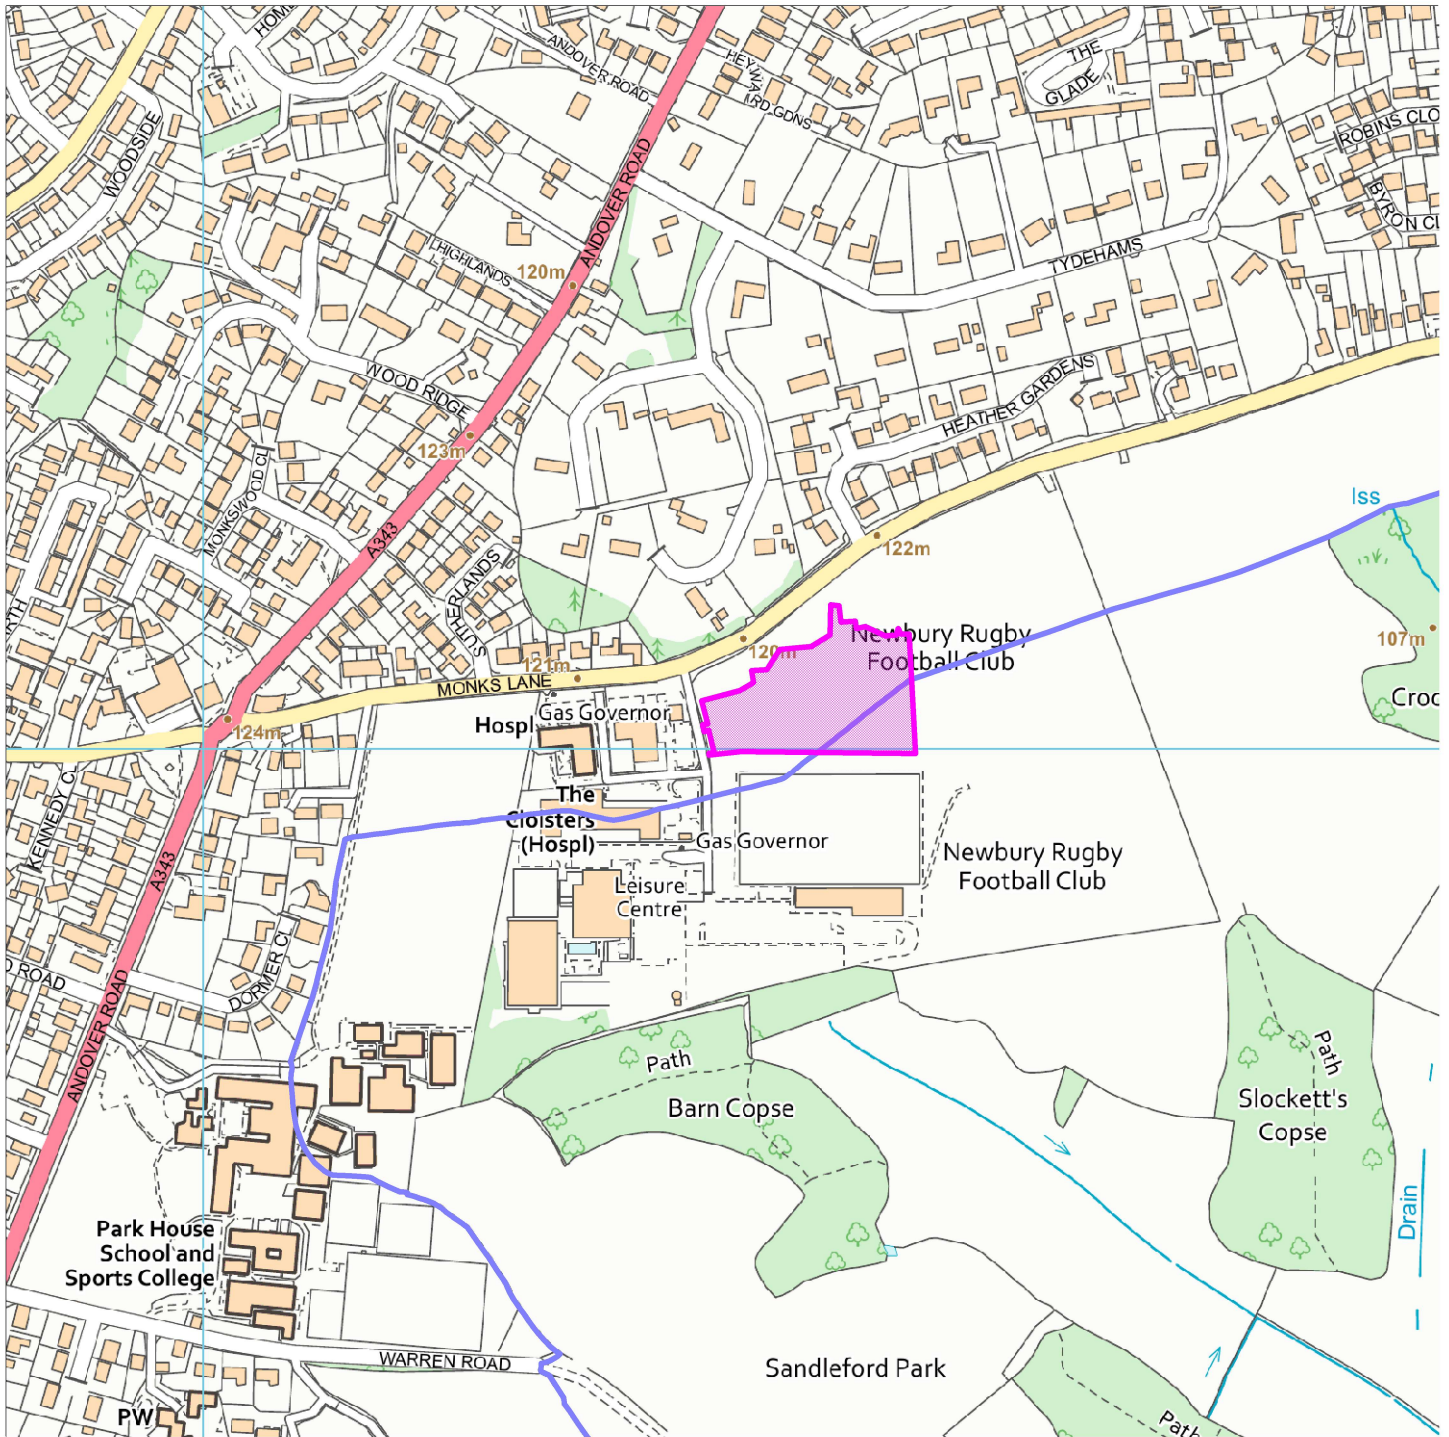 HOM
ANDOVER ROAD
HEYWARD GDNS
THE
GLADE
ROBINS CLO
BYRON CL
WOODSIDE
ANDOVER ROAD
HIGHLANDS
120m
TYDEHAMS
WOOD RIDGE
HEATHER GARDENS
123m
MONKSWOOD CL
A343
Iss
122m
SUTHERLANDS
ARTH
107m
Newbury Rugby
Football Club
120m
121m
MONKS LANE
Croc
124m
Hospl
Gas Governor
KENNEDY C
The
Cloisters
(Hospl)
Gas Governor
A343
Newbury Rugby
Football Club
Leisure
Centre
D ROAD
DORMER CL
ANDOVER ROAD
Path
Barn Copse
Path
Slockett's
Copse
Drain
Park House
School and
Sports College
WARREN ROAD
Sandleford Park
PW
Path